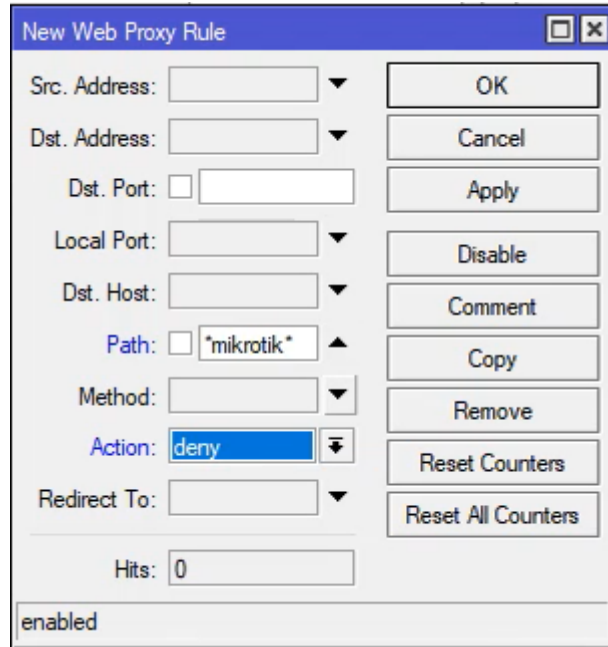 New Web Proxy Rule
Src. Address:
OK
Dst. Address:
Cancel
Dst. Port:
Apply
Local Port:
Disable
Dst. Host:
Comment
Path: *mikrotik*
Copy
Method:
Remove
Action: deny
Reset Counters
Redirect To:
Reset All Counters
Hits: 0
enabled